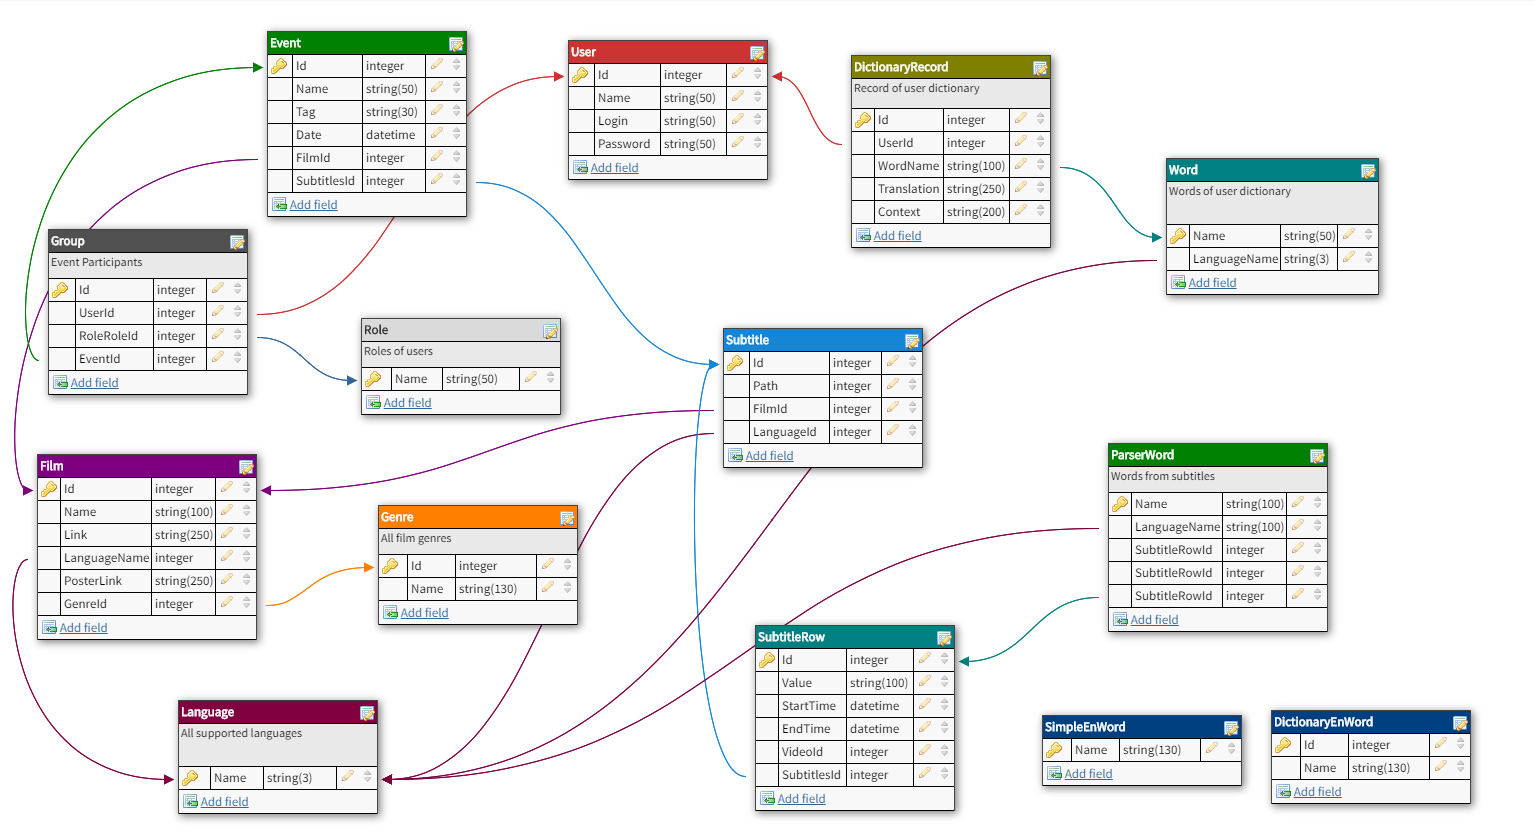 Event
Id integer
Name string(50)
Tag string(30)
Date datetime
FilmId integer
SubtitlesId integer
Add field
User
Id integer
Name string(50)
Login string(50)
Password string(50)
Add field
DictionaryRecord
Record of user dictionary
Id integer
UserId integer
WordName string(100)
Translation string(250)
Context string(200)
Add field
Word
Words of user dictionary
Name string(50)
LanguageName string(3)
Add field
Group
Event Participants
Id integer
UserId integer
RoleRoleId integer
EventId integer
Add field
Role
Roles of users
Name string(50)
Add field
Subtitle
Id integer
Path integer
FilmId integer
LanguageId integer
Add field
Film
Id integer
Name string(100)
Link string(250)
LanguageName integer
PosterLink string(250)
GenreId integer
Add field
Genre
All film genres
Id integer
Name string(130)
Add field
ParserWord
Words from subtitles
Name string(100)
LanguageName string(100)
SubtitleRowId integer
SubtitleRowId integer
SubtitleRowId integer
Add field
SubtitleRow
Id integer
Value string(100)
StartTime datetime
EndTime datetime
VideoId integer
SubtitlesId integer
Add field
Language
All supported languages
Name string(3)
Add field
SimpleEnWord
Name string(130)
Add field
DictionaryEnWord
Id integer
Name string(130)
Add field